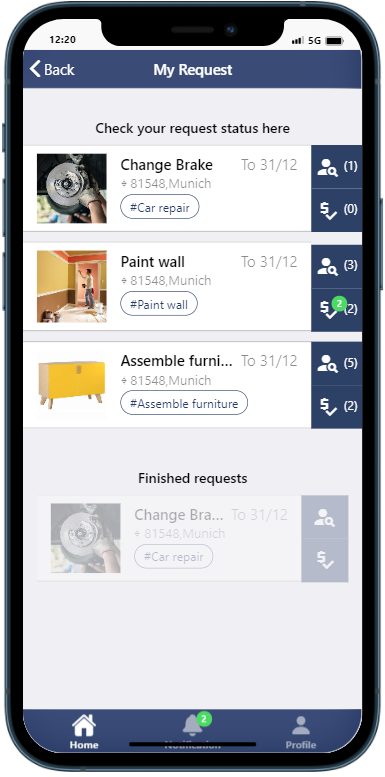 12:20
5G
Back
My Request
Check your request status here
Change Brake
To 31/12
(1)
81548,Munich
#Car repair
(0)
Paint wall
To 31/12
(3)
81548,Munich
#Paint wall
2
(2)
Assemble furni...
To 31/12
(5)
81548,Munich
#Assemble furniture
(2)
Finished requests
Change Bra...
To 31/12
81548,Munich
#Car repair
2
Home
Notification
Profile